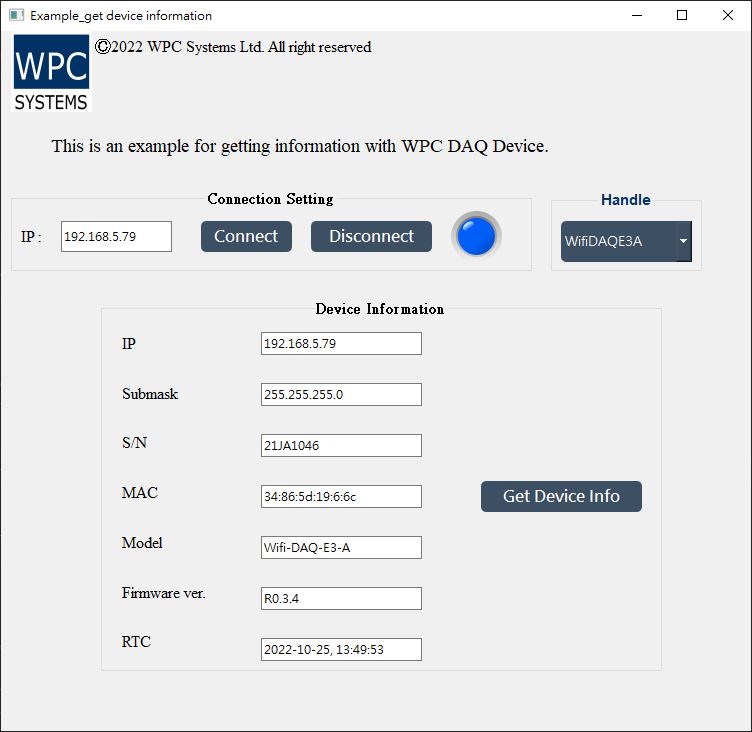 Example_get device information
WPC
SYSTEMS
©2022 WPC Systems Ltd. All right reserved
This is an example for getting information with WPC DAQ Device.
Connection Setting
IP :
192.168.5.79
Connect
Disconnect
Handle
WifiDAQE3A
Device Information
IP
192.168.5.79
Submask
255.255.255.0
S/N
21JA1046
MAC
34:86:5d:19:6:6c
Get Device Info
Model
Wifi-DAQ-E3-A
Firmware ver.
R0.3.4
RTC
2022-10-25, 13:49:53